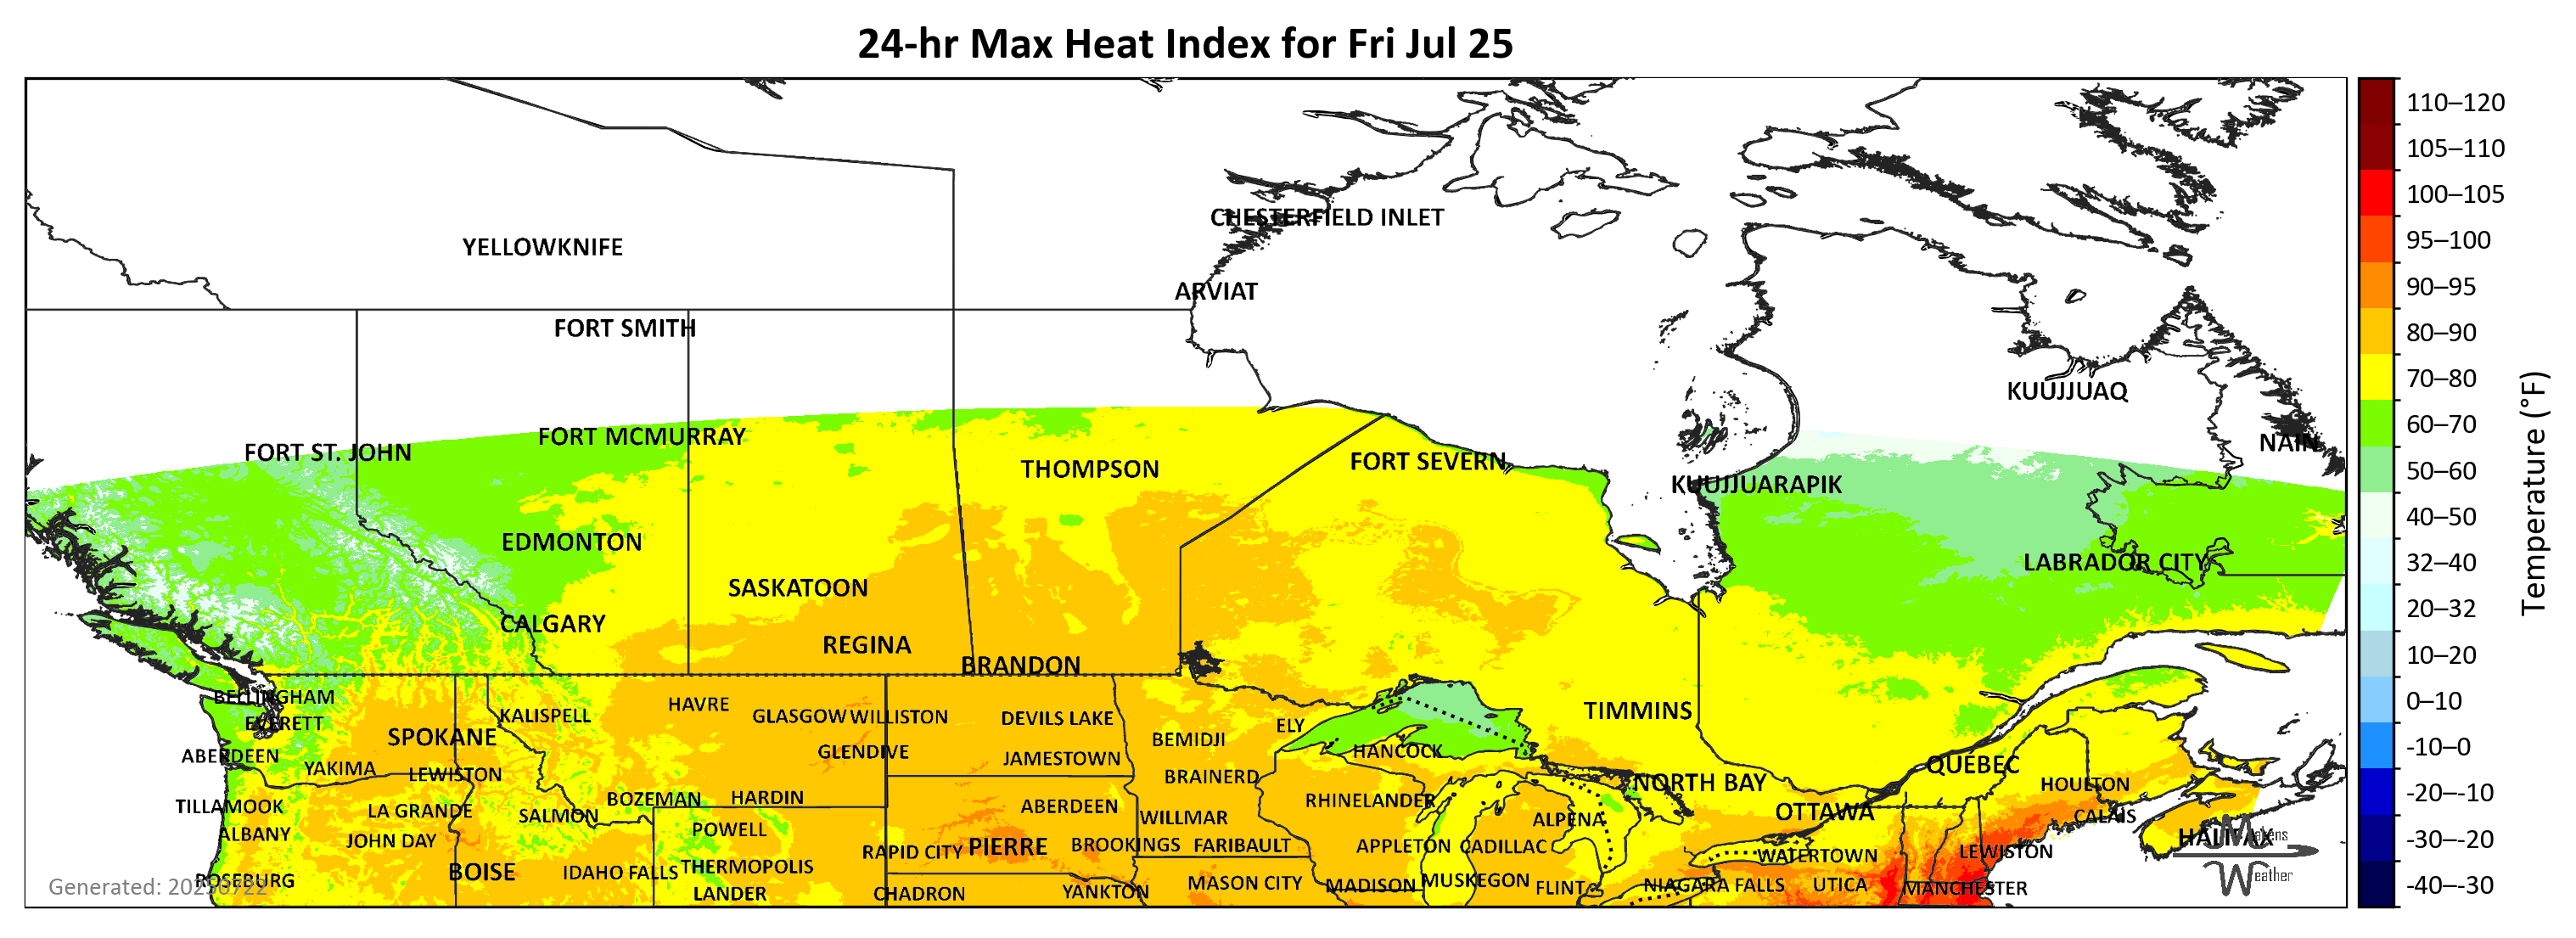 24-hr Max Heat Index for Fri Jul 25
110–120
105–110
100–105
95–100
90–95
80–90
70–80
60–70
50–60
40–50
32–40
20–32
10–20
0–10
-10–0
-20–-10
-30–-20
-40–-30
Temperature (°F)
CHESTERFIELD INLET
YELLOWKNIFE
ARVIAT
FORT SMITH
KUUJJUAQ
FORT MCMURRAY
NAIN
FORT ST. JOHN
FORT SEVERN
THOMPSON
KUUJJUARAPIK
EDMONTON
LABRADOR CITY
SASKATOON
CALGARY
REGINA
BRANDON
BELLINGHAM
HAVRE
TIMMINS
KALISPELL
GLASGOW
WILLISTON
DEVILS LAKE
EVERETT
ELY
SPOKANE
BEMIDJI
HANCOCK
GLENDIVE
ABERDEEN
JAMESTOWN
QUEBEC
YAKIMA
LEWISTON
BRAINERD
NORTH BAY
HOULTON
BOZEMAN
HARDIN
RHINELANDER
TILLAMOOK
LA GRANDE
ABERDEEN
OTTAWA
SALMON
WILLMAR
ALPENA
CALAIS
POWELL
ALBANY
JOHN DAY
HALIFAX
PIERRE
BROOKINGS
FARIBAULT
APPLETON
CADILLAC
RAPID CITY
WATERTOWN
LEWISTON
THERMOPOLIS
BOISE
IDAHO FALLS
ROSEBURG
MUSKEGON
MASON CITY
MADISON
FLINT
NIAGARA FALLS
UTICA
MANCHESTER
LANDER
CHADRON
YANKTON
Generated: 20250722
Makens
Weather